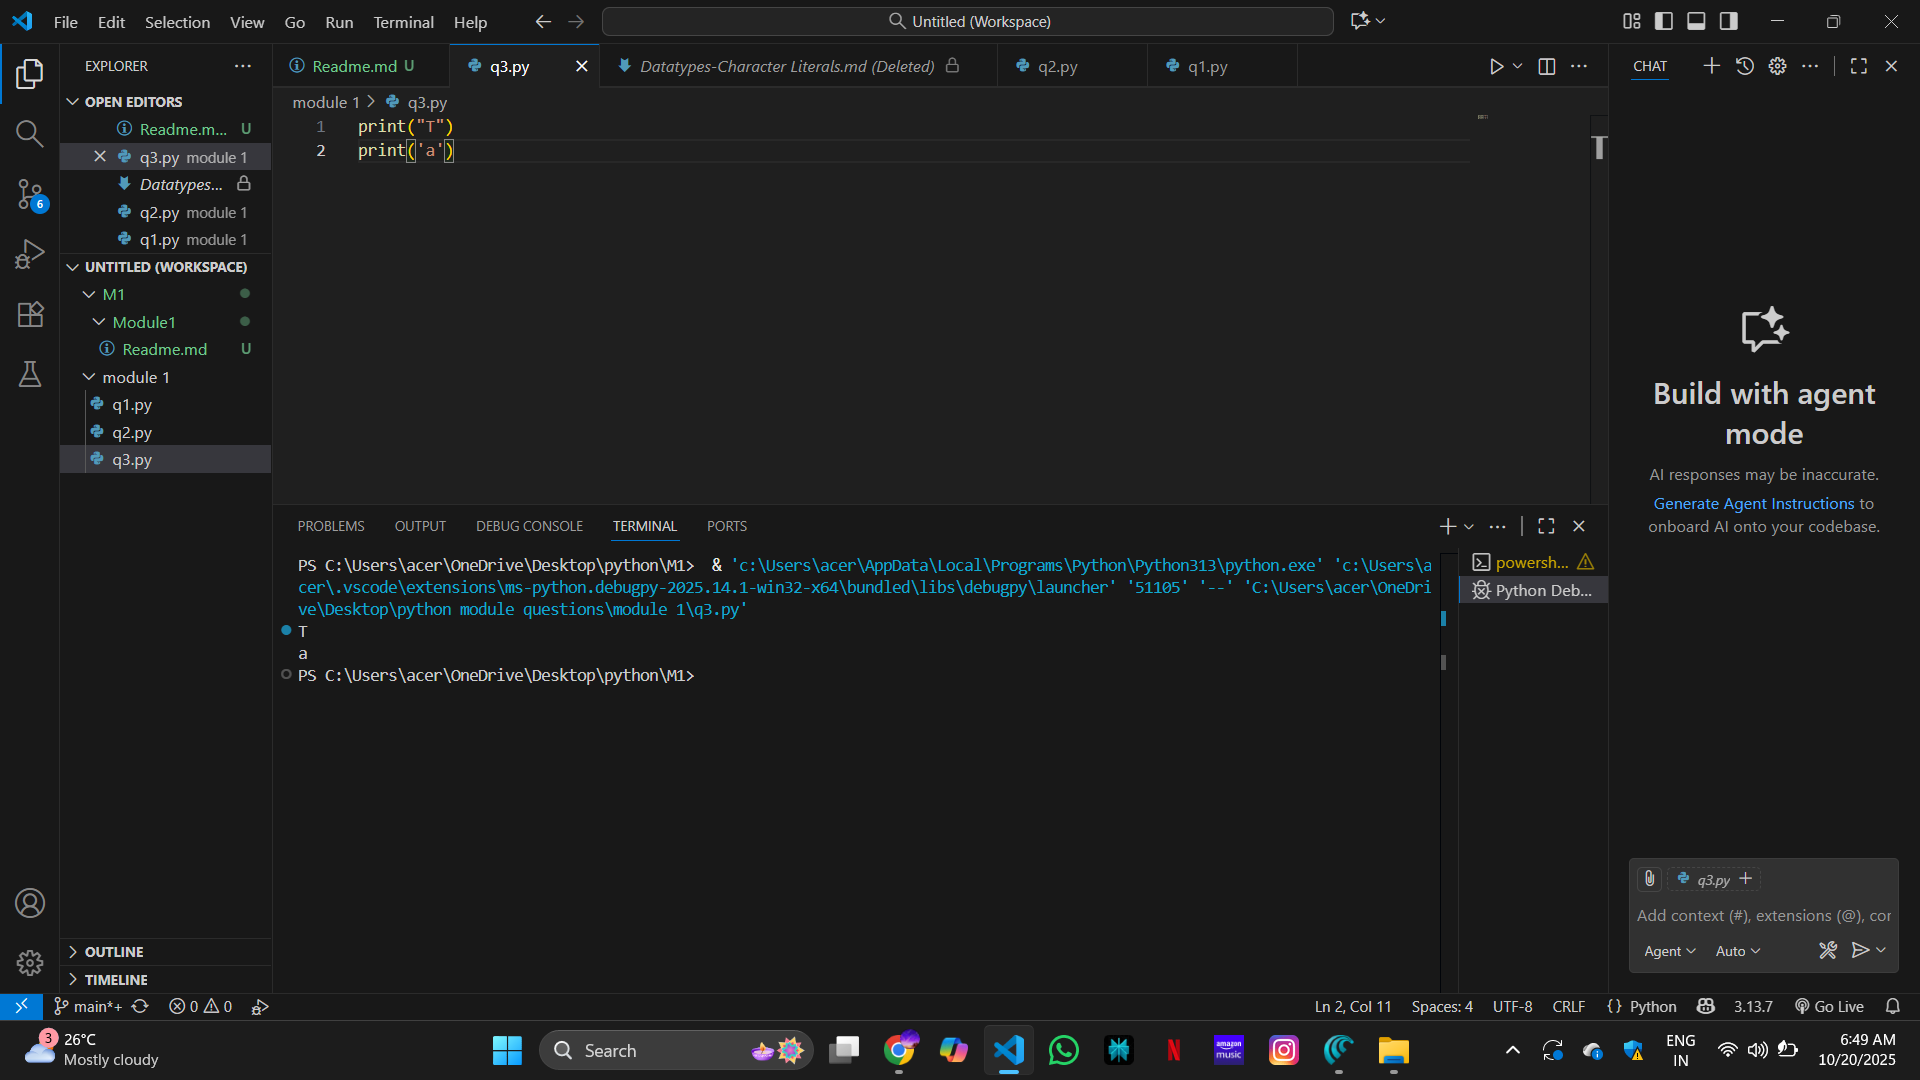 File Edit Selection View Go Run Terminal Help
Untitled (Workspace)
EXPLORER
OPEN EDITORS
Readme.m... U
q3.py module 1
Datatypes...
q2.py module 1
q1.py module 1
UNTITLED (WORKSPACE)
M1
Module1
Readme.md U
module 1
q1.py
q2.py
q3.py
OUTLINE
TIMELINE
6
Readme.md U
q3.py
Datatypes-Character Literals.md (Deleted)
q2.py
q1.py
module 1 > q3.py
1 print("T")
2 print('a')
PROBLEMS OUTPUT DEBUG CONSOLE TERMINAL PORTS
PS C:\Users\acer\OneDrive\Desktop\python\M1>  & 'c:\Users\acer\AppData\Local\Programs\Python\Python313\python.exe' 'c:\Users\a
cer\.vscode\extensions\ms-python.debugpy-2025.14.1-win32-x64\bundled\libs\debugpy\launcher' '51105' '--' 'C:\Users\acer\OneDri
ve\Desktop\python module questions\module 1\q3.py'
T
a
PS C:\Users\acer\OneDrive\Desktop\python\M1>
powersh...
Python Deb...
CHAT
Build with agent
mode
AI responses may be inaccurate.
Generate Agent Instructions to
onboard AI onto your codebase.
q3.py
Add context (#), extensions (@), cor
Agent Auto
main*+ 0 0
Ln 2, Col 11 Spaces: 4 UTF-8 CRLF {} Python 3.13.7 Go Live
3
26°C
Mostly cloudy
Search
amazon
music
ENG
IN
6:49 AM
10/20/2025